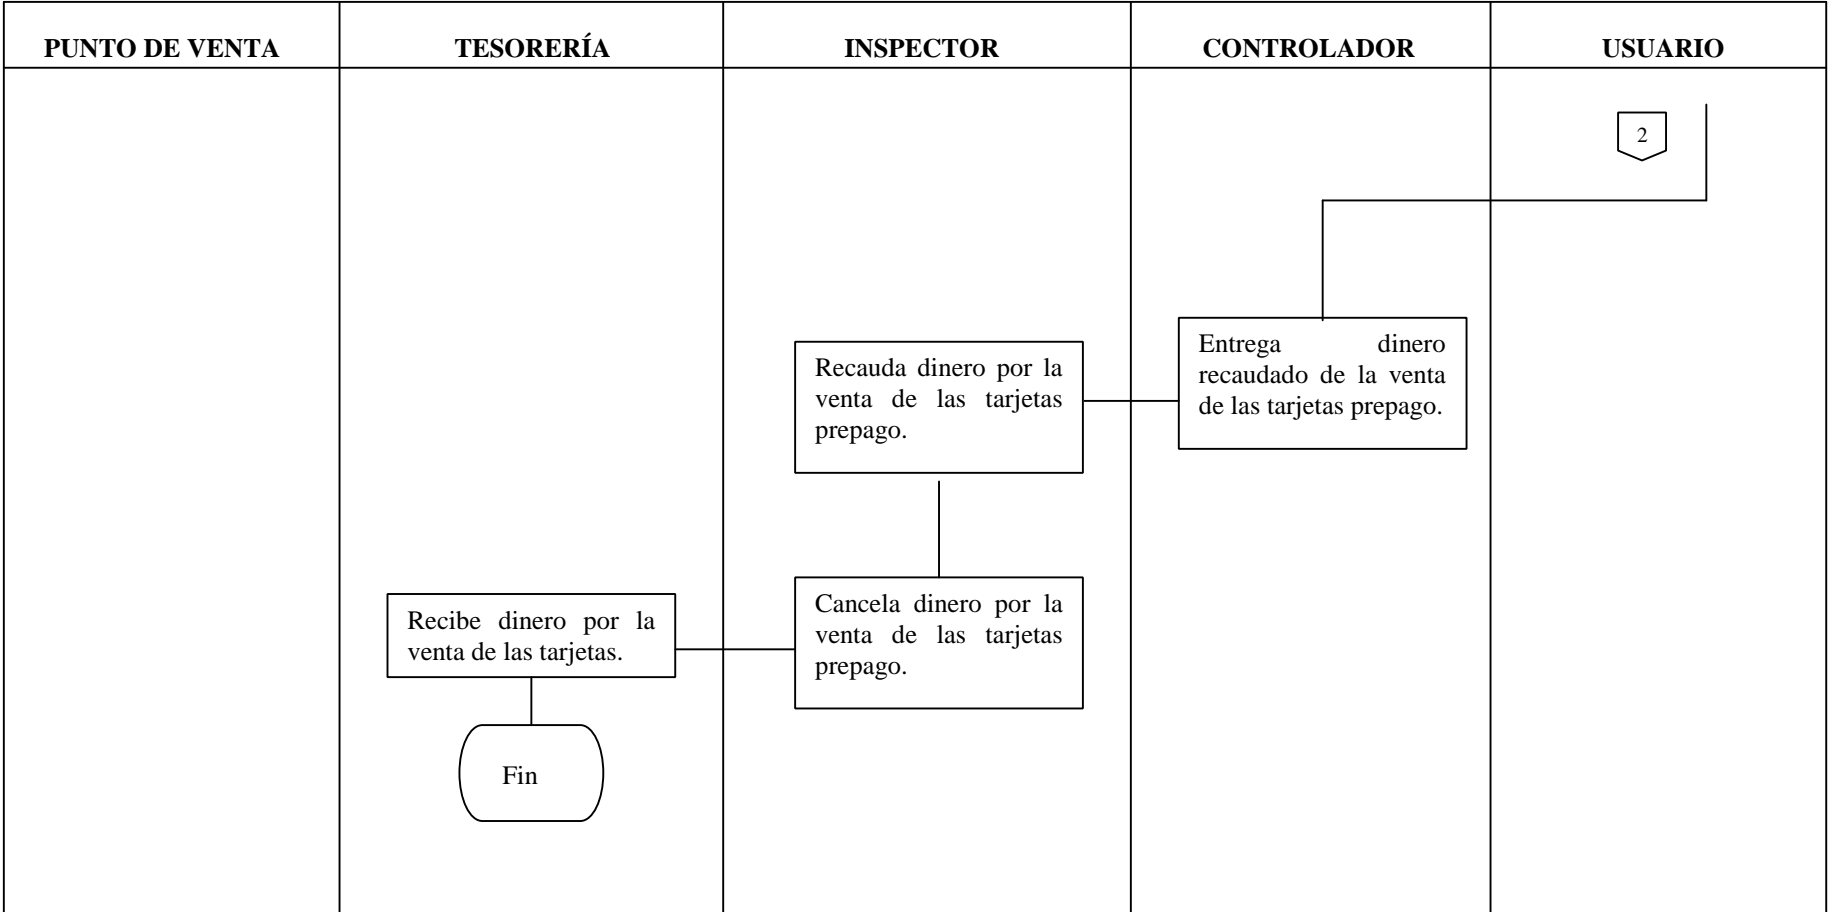 PUNTO DE VENTA
TESORERÍA
INSPECTOR
CONTROLADOR
USUARIO
2
Entrega dinero
recaudado de la venta
de las tarjetas prepago.
Recauda dinero por la
venta de las tarjetas
prepago.
Cancela dinero por la
venta de las tarjetas
prepago.
Recibe dinero por la
venta de las tarjetas.
Fin